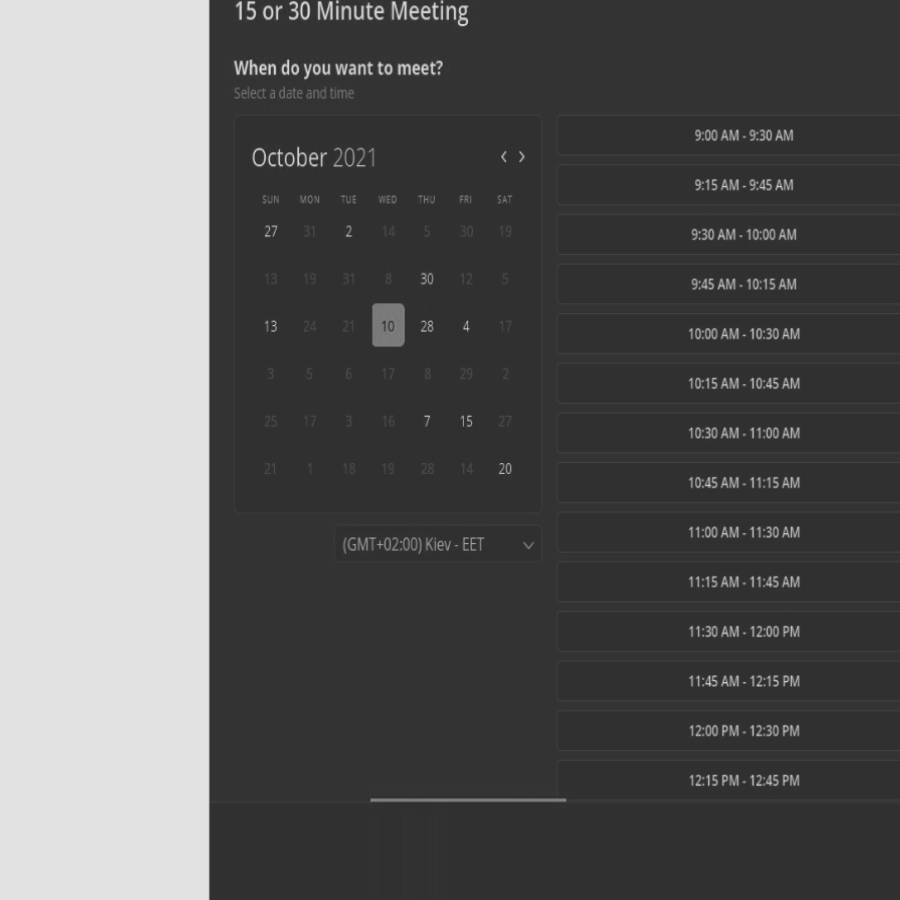 15 or 30 Minute Meeting
When do you want to meet?
Select a date and time
October 2021
SUN MON TUE WED THU FRI SAT
27 31 2 14 5 30 19
13 19 31 8 30 12 5
13 24 21 10 28 4 17
3 5 6 17 8 29 2
25 17 3 16 7 15 27
21 1 18 19 28 14 20
(GMT+02:00) Kiev - EET
9:00 AM - 9:30 AM
9:15 AM - 9:45 AM
9:30 AM - 10:00 AM
9:45 AM - 10:15 AM
10:00 AM - 10:30 AM
10:15 AM - 10:45 AM
10:30 AM - 11:00 AM
10:45 AM - 11:15 AM
11:00 AM - 11:30 AM
11:15 AM - 11:45 AM
11:30 AM - 12:00 PM
11:45 AM - 12:15 PM
12:00 PM - 12:30 PM
12:15 PM - 12:45 PM